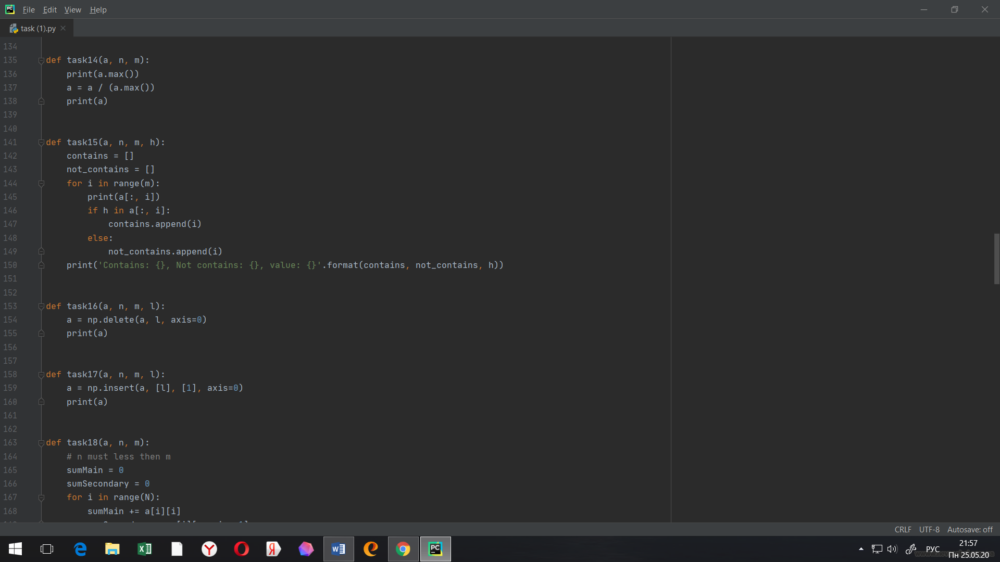 File Edit View Help
task (1).py
134
135 def task14(a, n, m):
136     print(a.max())
137     a = a / (a.max())
138     print(a)
139
140
141 def task15(a, n, m, h):
142     contains = []
143     not_contains = []
144     for i in range(m):
145         print(a[:, i])
146         if h in a[:, i]:
147             contains.append(i)
148         else:
149             not_contains.append(i)
150     print('Contains: {}, Not contains: {}, value: {}'.format(contains, not_contains, h))
151
152
153 def task16(a, n, m, l):
154     a = np.delete(a, l, axis=0)
155     print(a)
156
157
158 def task17(a, n, m, l):
159     a = np.insert(a, [l], [1], axis=0)
160     print(a)
161
162
163 def task18(a, n, m):
164     # n must less then m
165     sumMain = 0
166     sumSecondary = 0
167     for i in range(N):
168         sumMain += a[i][i]
CRLF UTF-8 Autosave: off
РУС
21:57
Пн 25.05.20